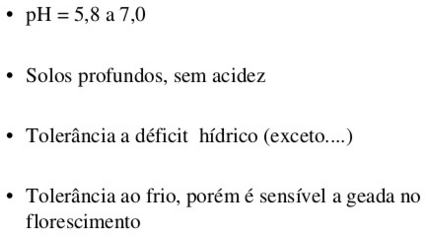 • pH = 5,8 a 7,0
• Solos profundos, sem acidez
• Tolerância a déficit hídrico (exceto....)
• Tolerância ao frio, porém é sensível a geada no
florescimento